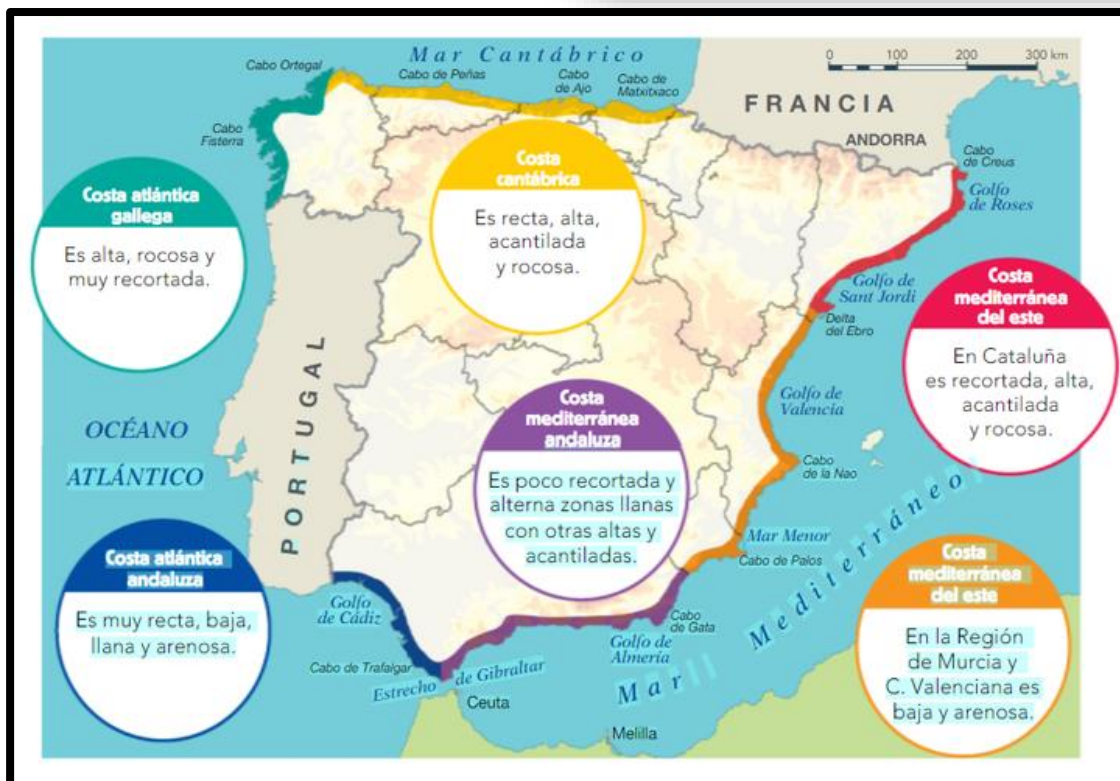 Mar Cantábrico
0 100 200 300 km
Cabo Ortegal
Cabo de Peñas
Cabo
de Ajo
Cabo de
Matxitxaco
FRANCIA
ANDORRA
Cabo
Fisterra
Cabo
de Creus
Golfo
de Roses
Costa atlántica
gallega
Es alta, rocosa y
muy recortada.
Costa
cantábrica
Es recta, alta,
acantilada
y rocosa.
Golfo de
Sant Jordi
Delta
del Ebro
Costa
mediterránea
del este
En Cataluña
es recortada, alta,
acantilada
y rocosa.
PORTUGAL
OCÉANO
ATLÁNTICO
Costa
mediterránea
andaluza
Es poco recortada y
alterna zonas llanas
con otras altas y
acantiladas.
Golfo de
Valencia
Cabo
de la Nao
Mar Menor
Cabo de Palos
Mar Mediterráneo
Costa atlántica
andaluza
Es muy recta, baja,
llana y arenosa.
Golfo
de Cádiz
Cabo de Trafalgar
Estrecho de Gibraltar
Golfo de
Almería
Cabo
de Gata
Ceuta
Melilla
Costa
mediterránea
del este
En la Región
de Murcia y
C. Valenciana es
baja y arenosa.